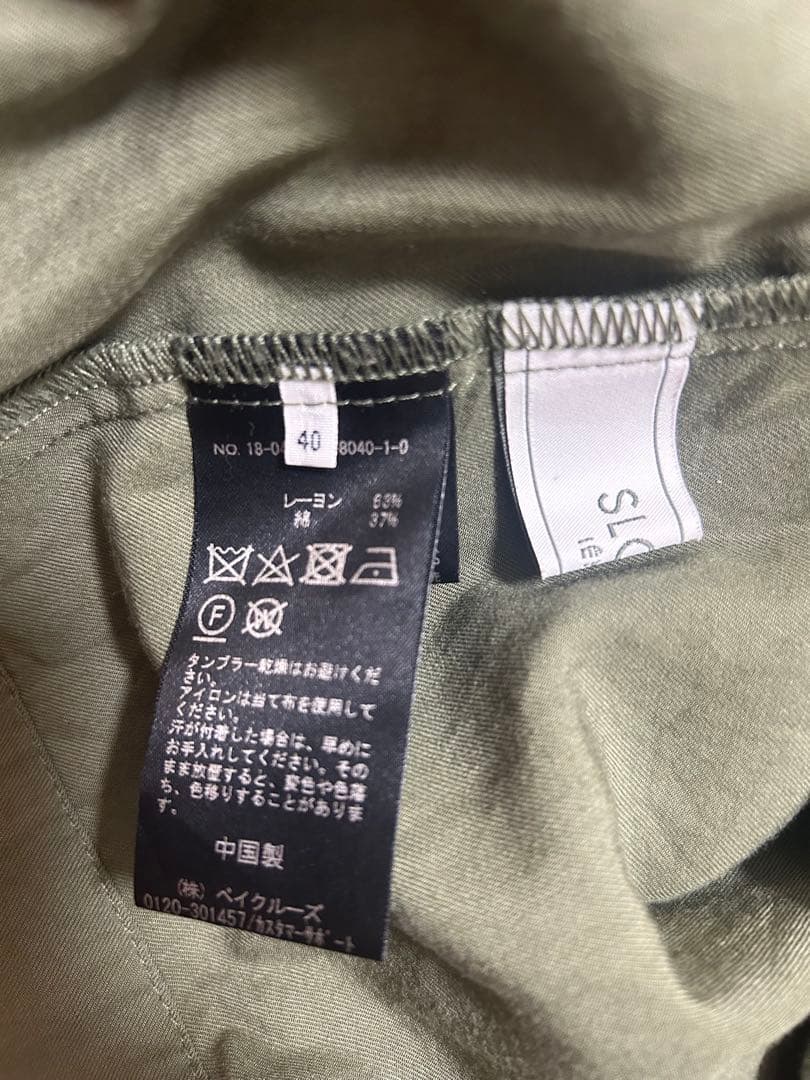 40
NO. 18-0 8040-1-0
レーヨン 63%
綿 37%
F
W
タンブラー乾燥はお避けくだ
さい。
アイロンは当て布を使用して
ください。
汗が付着した場合は、早めに
お手入れしてください。その
まま放置すると、変色や色落
ち、色移りすることがありま
す。
中国製
(株) ベイクルーズ
0120-301457/カスタマーサポート
SLO
IÉ